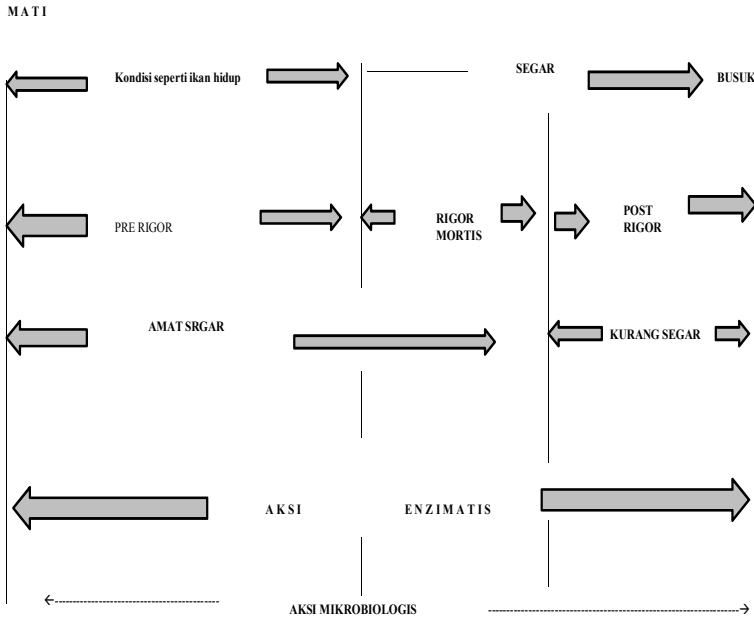 M A T I
Kondisi seperti ikan hidup
SEGAR
BUSUK
PRE RIGOR
RIGOR
MORTIS
POST
RIGOR
AMAT SRGAR
KURANG SEGAR
A K S I
E N Z I M A T I S
AKSI MIKROBIOLOGIS